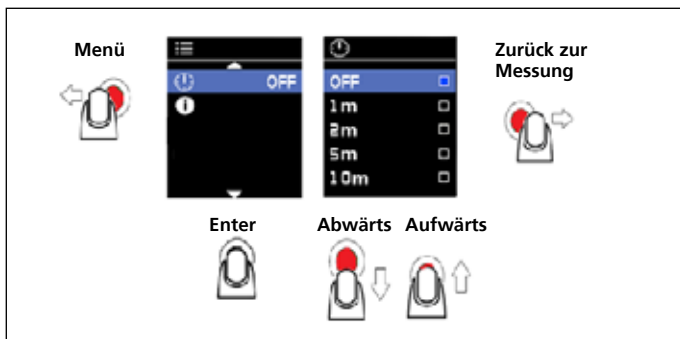 Menü
OFF
OFF
1m
2m
5m
10m
Zurück zur
Messung
Enter
Abwärts
Aufwärts